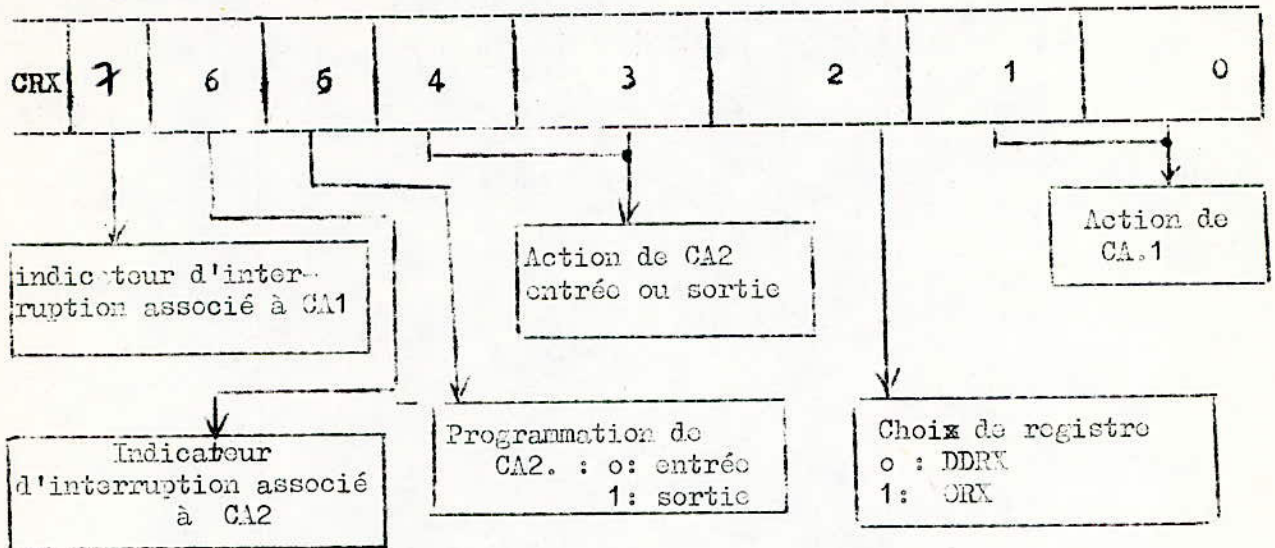 CRX 7 6 5 4 3 2 1 0
Action de
CA.1
Action de CA2
entrée ou sortie
indicateur d'inter-
ruption associé à CA1
Programmation de
CA2. : o: entrée
1: sortie
Choix de registre
o : DDRX
1: ORX
Indicateur
d'interruption associé
à CA2